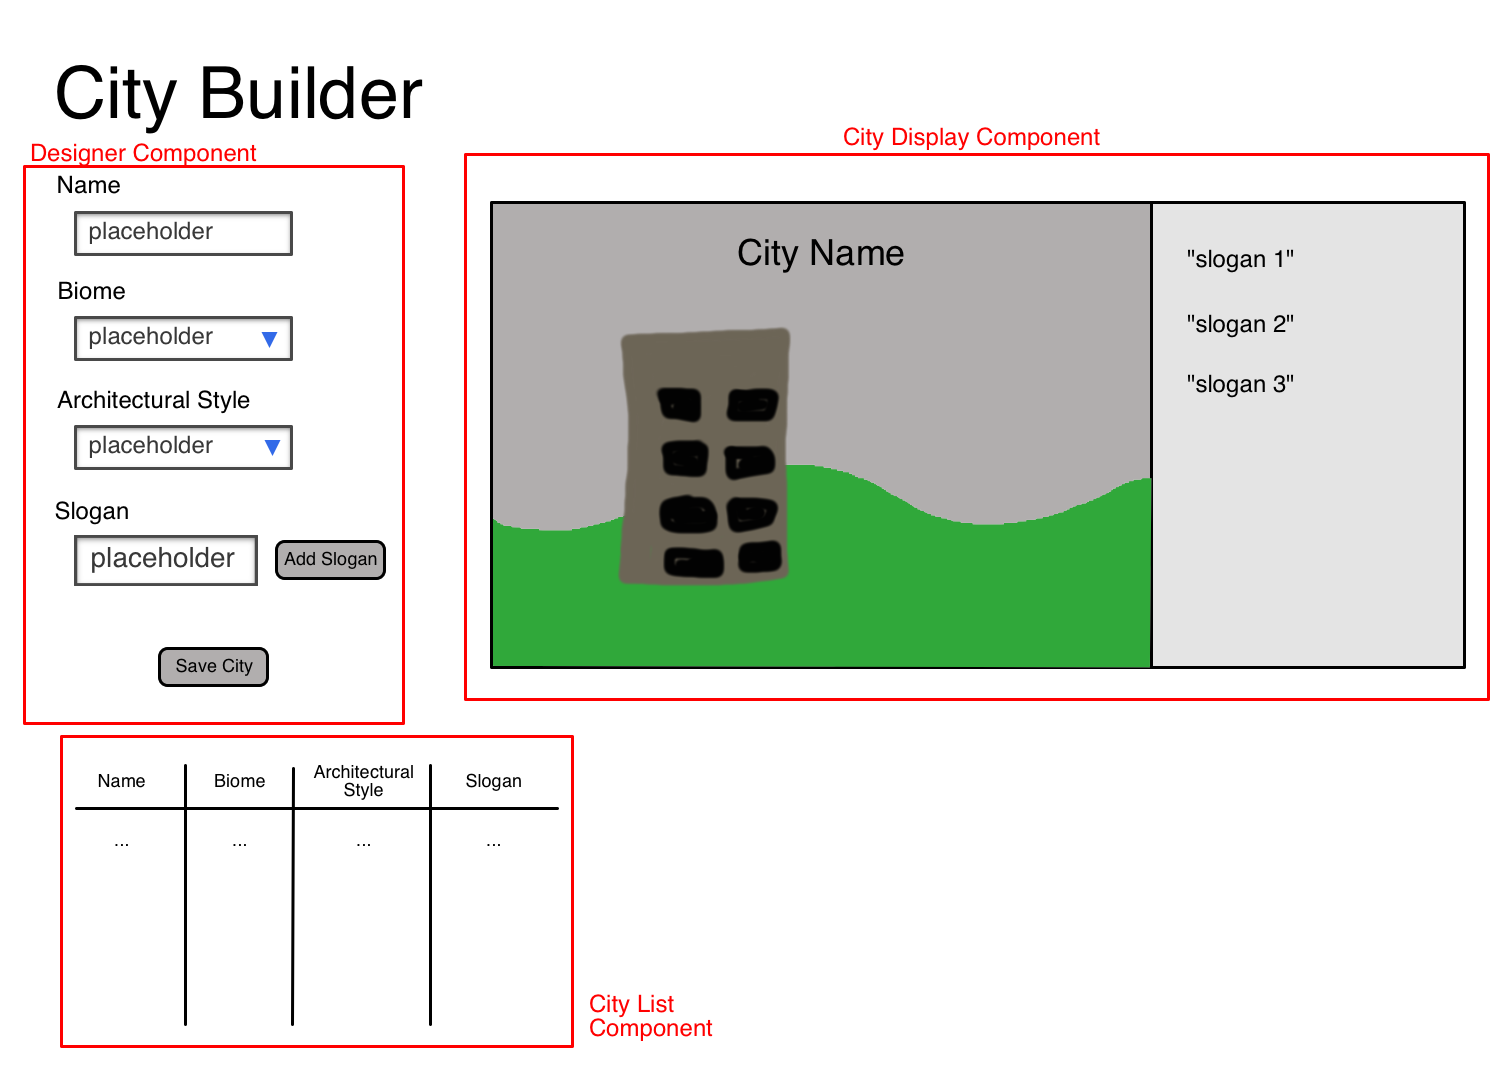 City Builder
Designer Component
Name
placeholder
Biome
placeholder
Architectural Style
placeholder
Slogan
placeholder
Add Slogan
Save City
City Display Component
City Name
"slogan 1"
"slogan 2"
"slogan 3"
Name
Biome
Architectural
Style
Slogan
...
...
...
...
City List
Component